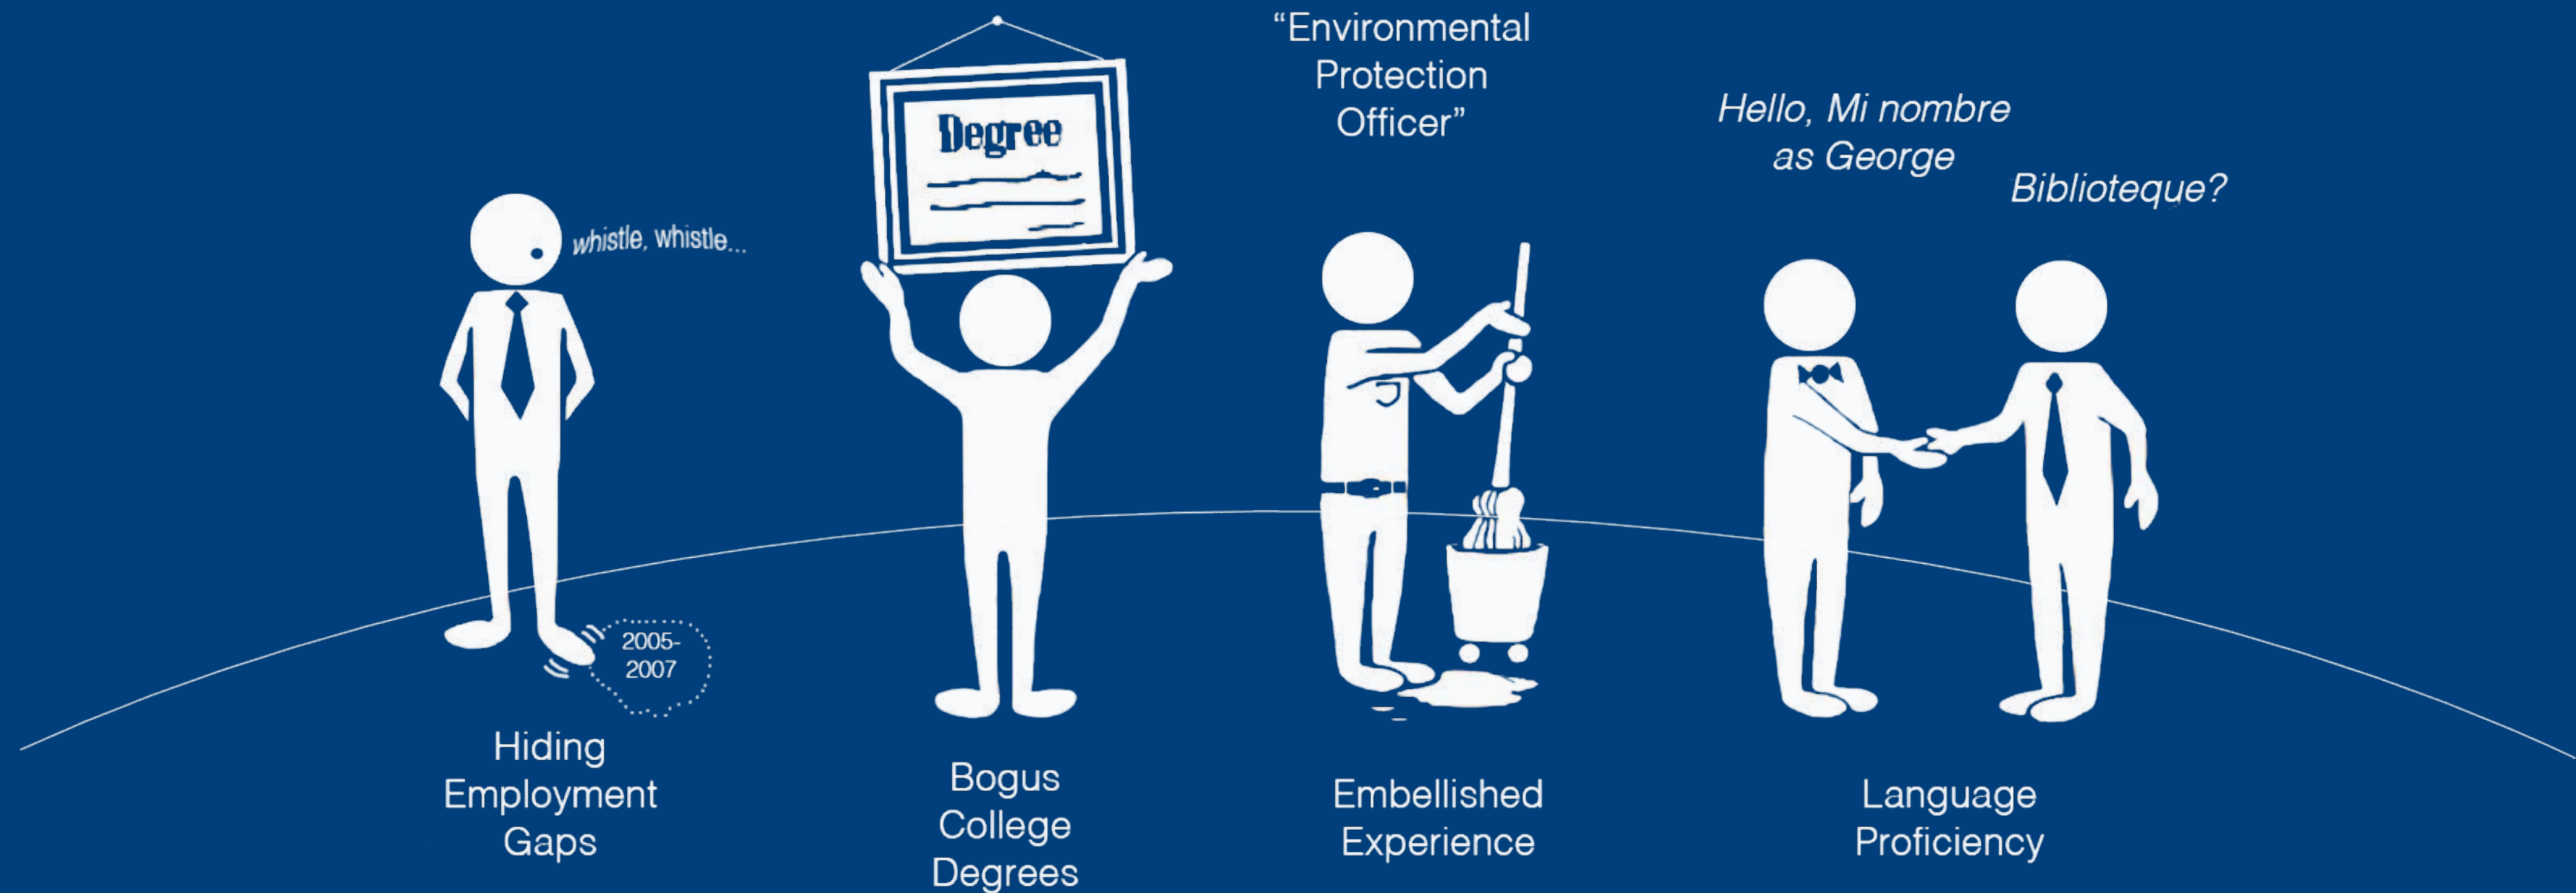 whistle, whistle...
2005-
2007
Hiding
Employment
Gaps
Degree
Bogus
College
Degrees
“Environmental
Protection
Officer”
Embellished
Experience
Hello, Mi nombre
as George
Biblioteque?
Language
Proficiency